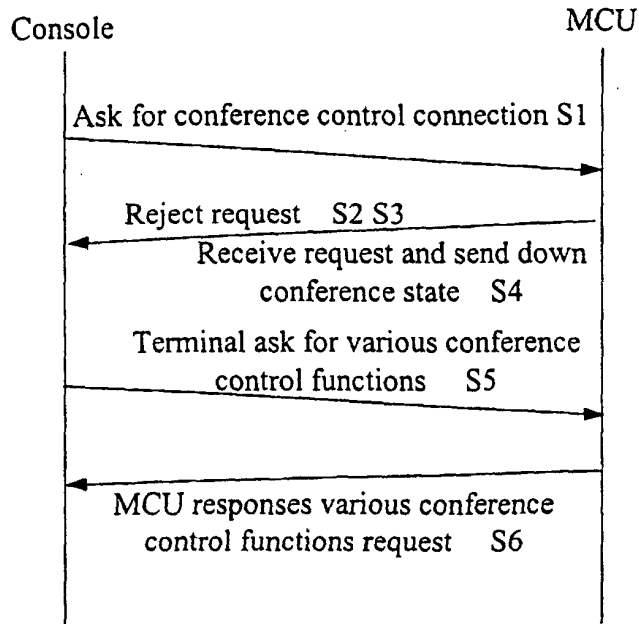 Console
MCU
Ask for conference control connection S1
Reject request S2 S3
Receive request and send down
conference state S4
Terminal ask for various conference
control functions S5
MCU responses various conference
control functions request S6